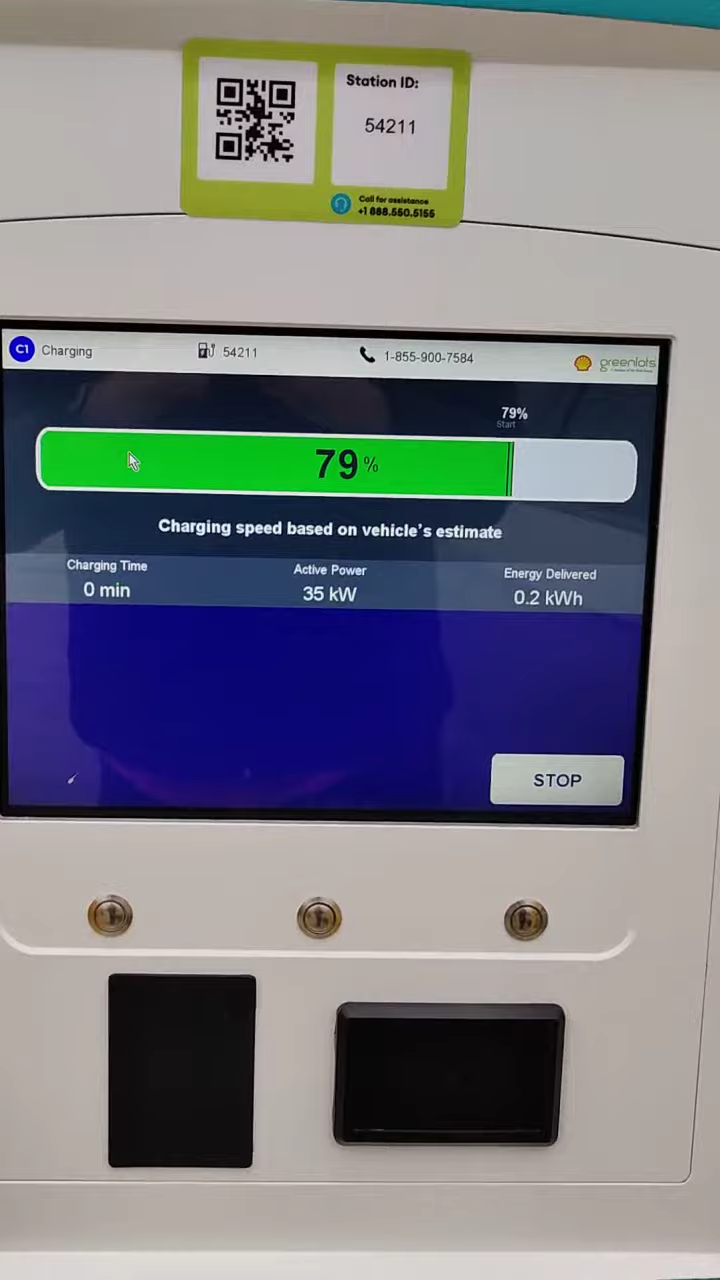 Station ID:
54211
Call for assistance
+1 888.550.5155
C1 Charging 54211 1-855-900-7584 greenlots
79%
Start
79 %
Charging speed based on vehicle's estimate
Charging Time Active Power Energy Delivered
0 min 35 kW 0.2 kWh
STOP